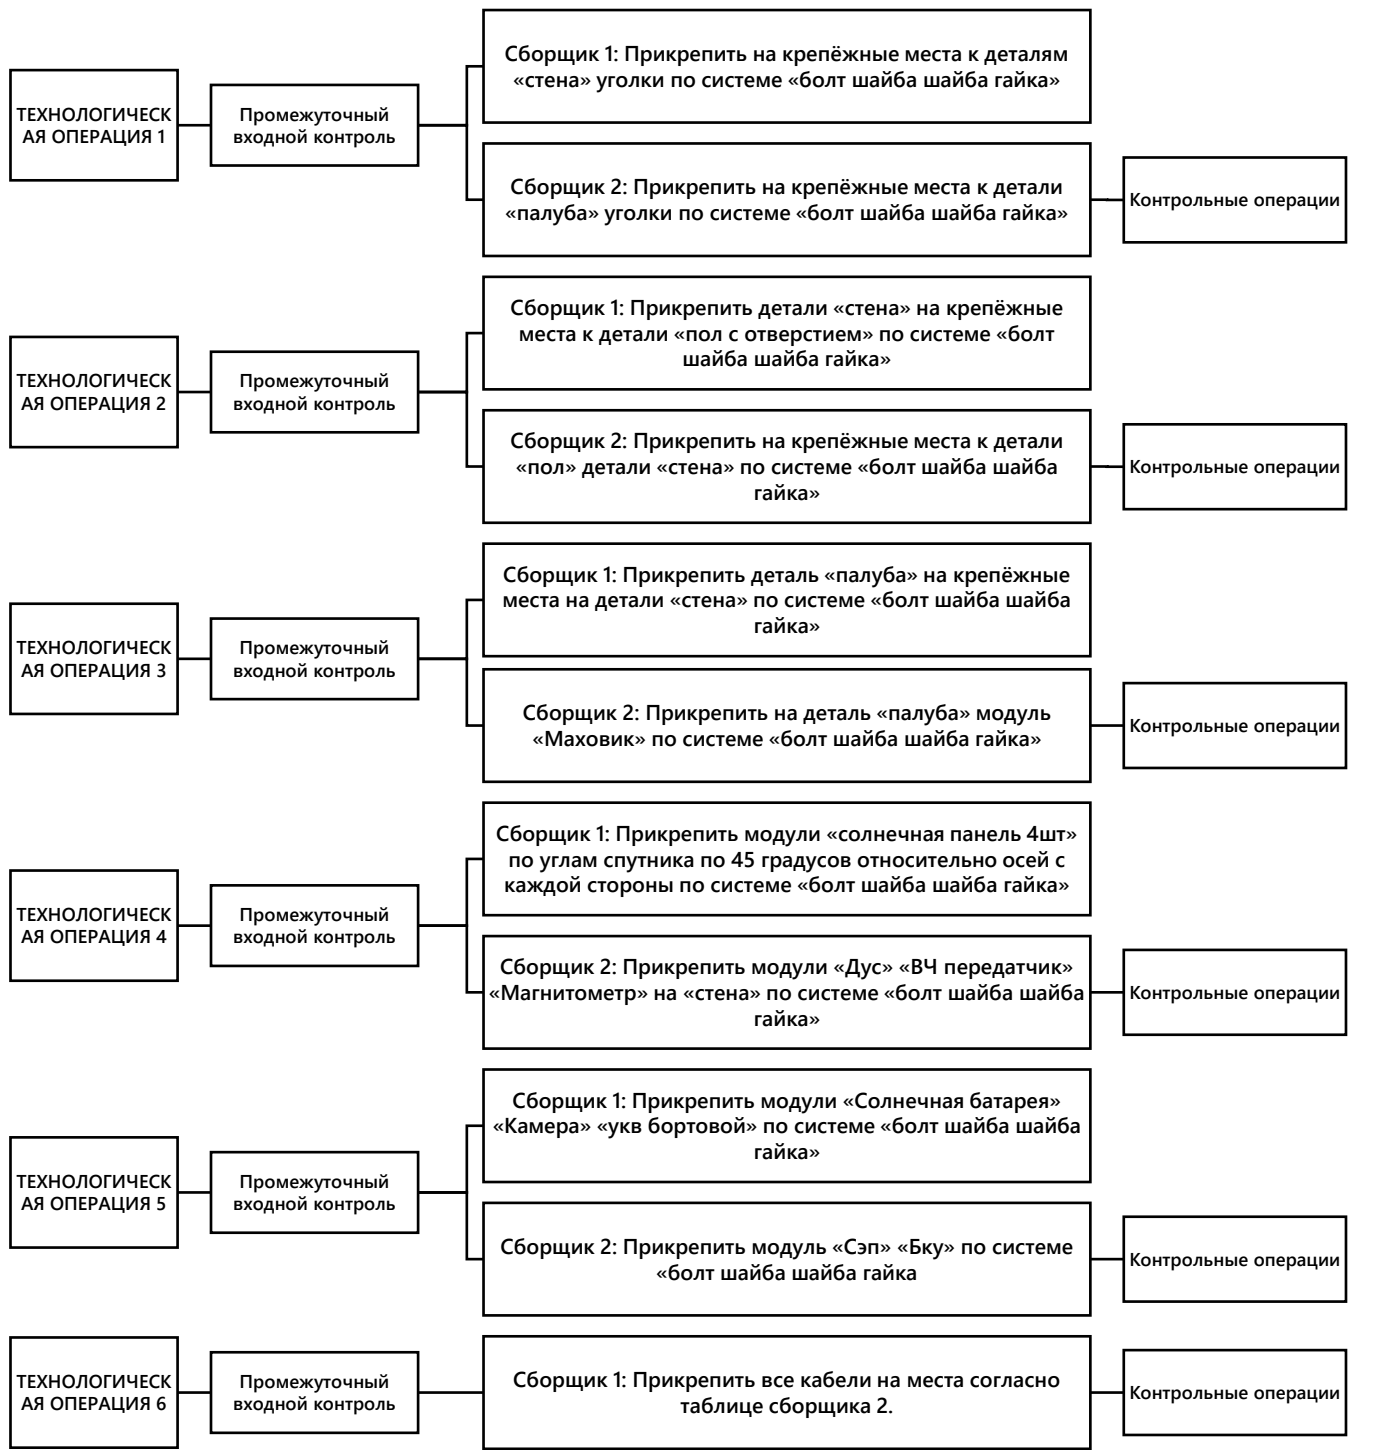 ТЕХНОЛОГИЧЕСК
АЯ ОПЕРАЦИЯ 1
Промежуточный
входной контроль
Сборщик 1: Прикрепить на крепёжные места к деталям
«стена» уголки по системе «болт шайба шайба гайка»
Сборщик 2: Прикрепить на крепёжные места к детали
«палуба» уголки по системе «болт шайба шайба гайка»
Контрольные операции
ТЕХНОЛОГИЧЕСК
АЯ ОПЕРАЦИЯ 2
Промежуточный
входной контроль
Сборщик 1: Прикрепить детали «стена» на крепёжные
места к детали «пол с отверстием» по системе «болт
шайба шайба гайка»
Сборщик 2: Прикрепить на крепёжные места к детали
«пол» детали «стена» по системе «болт шайба шайба
гайка»
Контрольные операции
ТЕХНОЛОГИЧЕСК
АЯ ОПЕРАЦИЯ 3
Промежуточный
входной контроль
Сборщик 1: Прикрепить деталь «палуба» на крепёжные
места на детали «стена» по системе «болт шайба шайба
гайка»
Сборщик 2: Прикрепить на деталь «палуба» модуль
«Маховик» по системе «болт шайба шайба гайка»
Контрольные операции
ТЕХНОЛОГИЧЕСК
АЯ ОПЕРАЦИЯ 4
Промежуточный
входной контроль
Сборщик 1: Прикрепить модули «солнечная панель 4шт»
по углам спутника по 45 градусов относительно осей с
каждой стороны по системе «болт шайба шайба гайка»
Сборщик 2: Прикрепить модули «Дус» «ВЧ передатчик»
«Магнитометр» на «стена» по системе «болт шайба шайба
гайка»
Контрольные операции
ТЕХНОЛОГИЧЕСК
АЯ ОПЕРАЦИЯ 5
Промежуточный
входной контроль
Сборщик 1: Прикрепить модули «Солнечная батарея»
«Камера» «укв бортовой» по системе «болт шайба шайба
гайка»
Сборщик 2: Прикрепить модуль «Сэп» «Бку» по системе
«болт шайба шайба гайка
Контрольные операции
ТЕХНОЛОГИЧЕСК
АЯ ОПЕРАЦИЯ 6
Промежуточный
входной контроль
Сборщик 1: Прикрепить все кабели на места согласно
таблице сборщика 2.
Контрольные операции